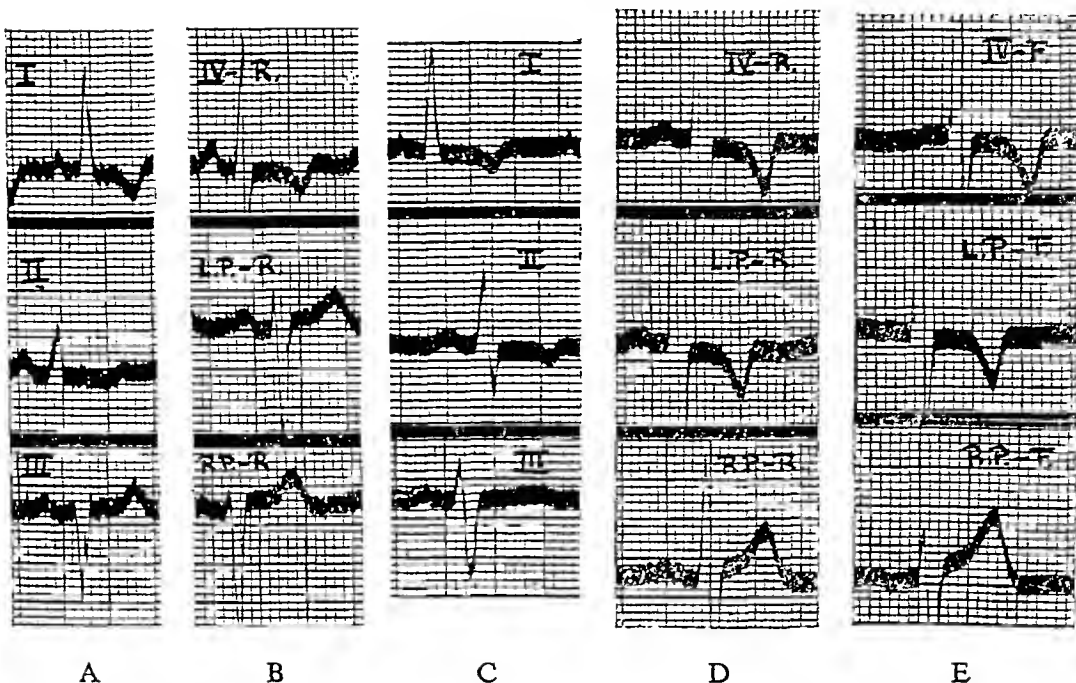 I
II
III
IV-R.
L.P.-R.
R.P.-R
I
II
III
IV-R.
L.P.-R
R.P.-R
IV-F.
L.P.-F.
R.P.-F.
A B C D E